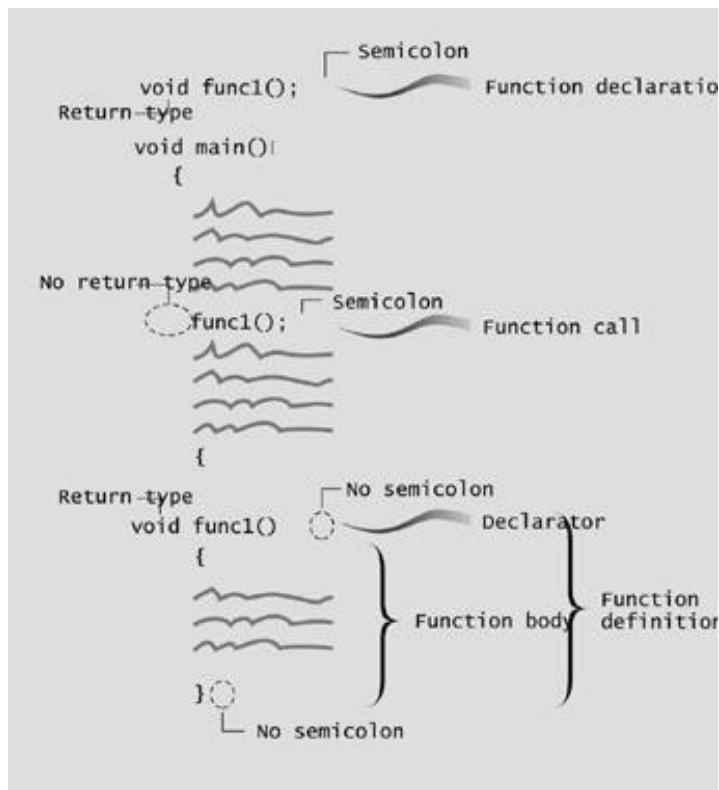 Semicolon
void func1();
Function declaratio
Return type
void main()
{
No return type
Semicolon
func1();
Function call
{
Return type
No semicolon
void func1()
Declarator
{
Function body
Function
definition
}
No semicolon